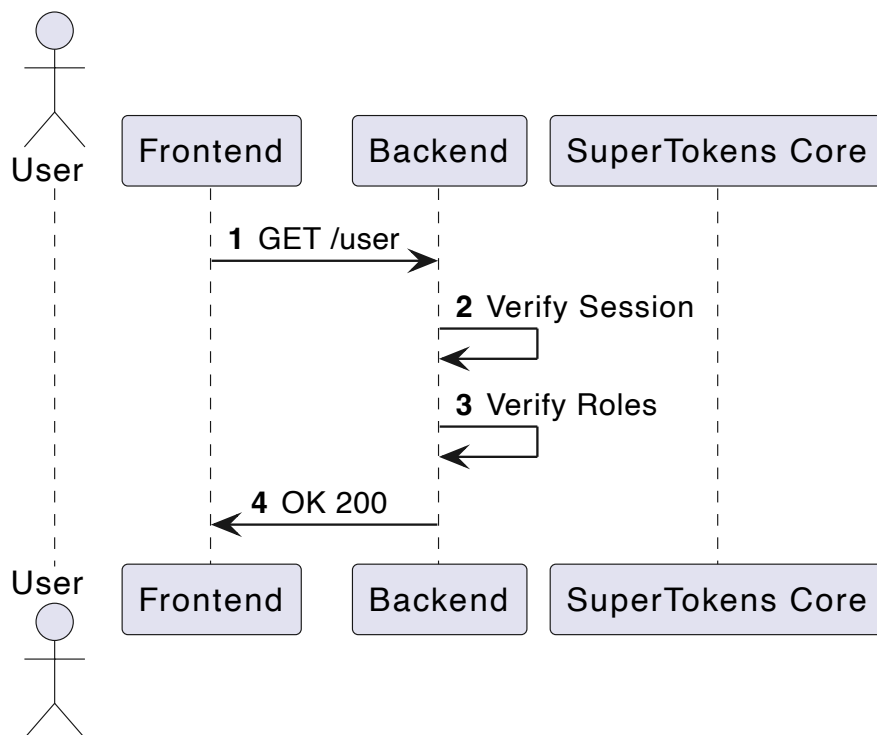 User
Frontend
Backend
SuperTokens Core
1 GET /user
2 Verify Session
3 Verify Roles
4 OK 200
User
Frontend
Backend
SuperTokens Core